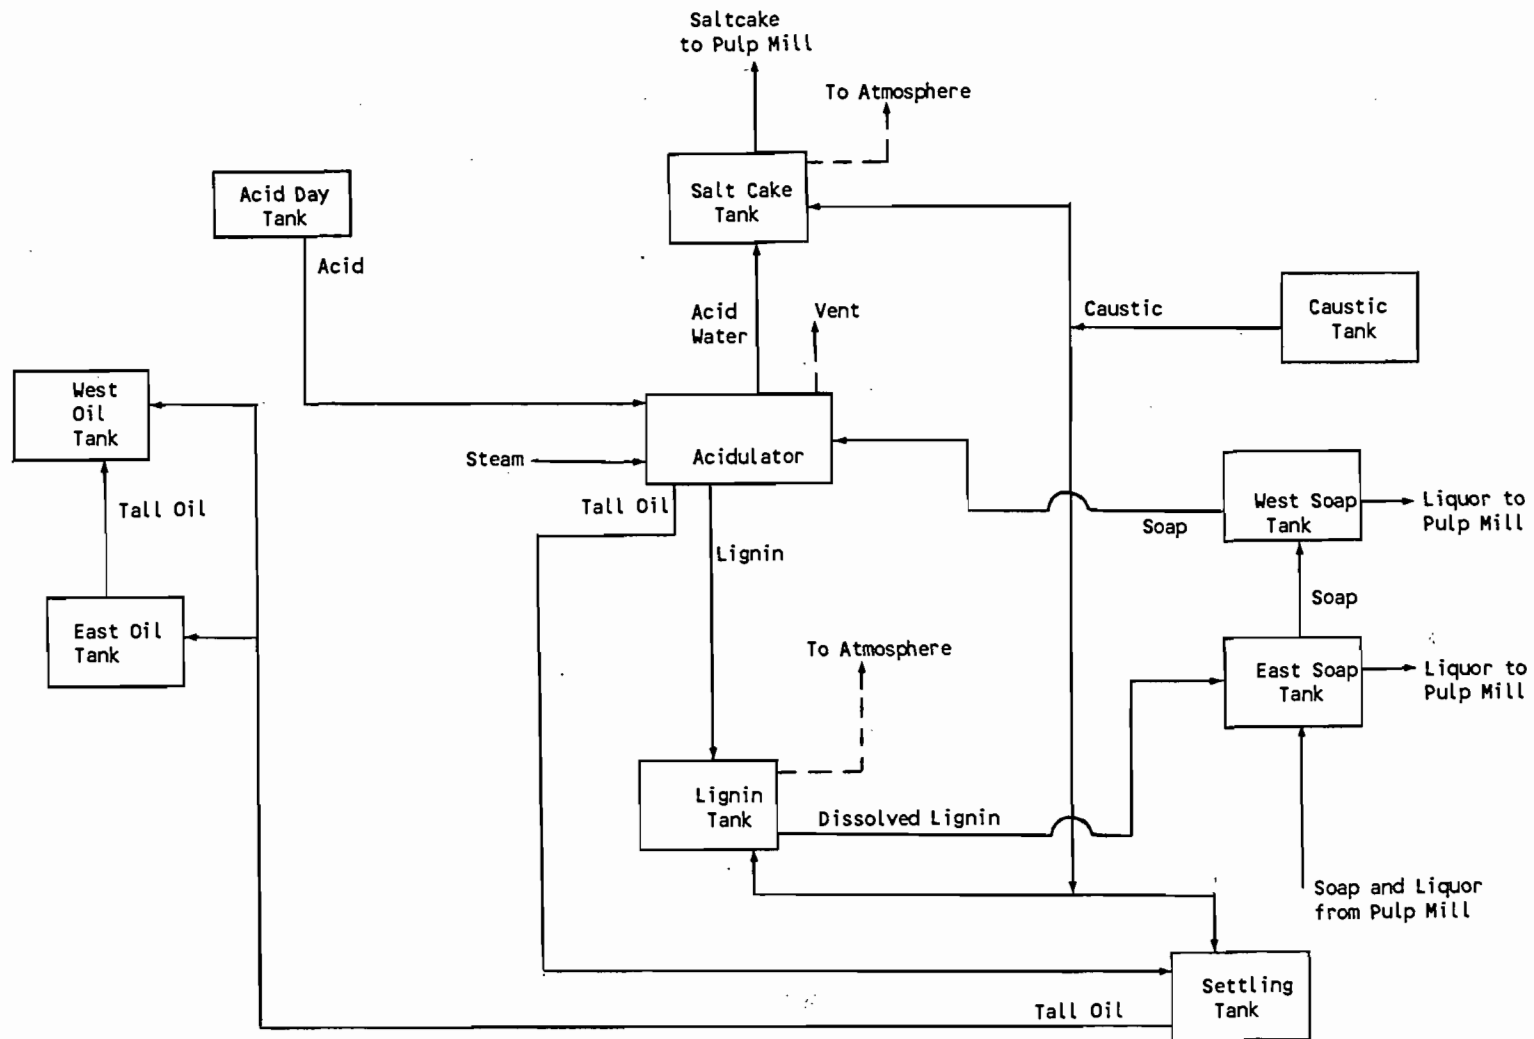 Saltcake
to Pulp Mill
To Atmosphere
Salt Cake
Tank
Acid Day
Tank
Acid
Acid
Water
Vent
Caustic
Caustic
Tank
West
Oil
Tank
Steam
Acidulator
Tall Oil
Tall Oil
Lignin
Soap
West Soap
Tank
Liquor to
Pulp Mill
Soap
East Oil
Tank
To Atmosphere
East Soap
Tank
Liquor to
Pulp Mill
Lignin
Tank
Dissolved Lignin
Soap and Liquor
from Pulp Mill
Settling
Tank
Tall Oil